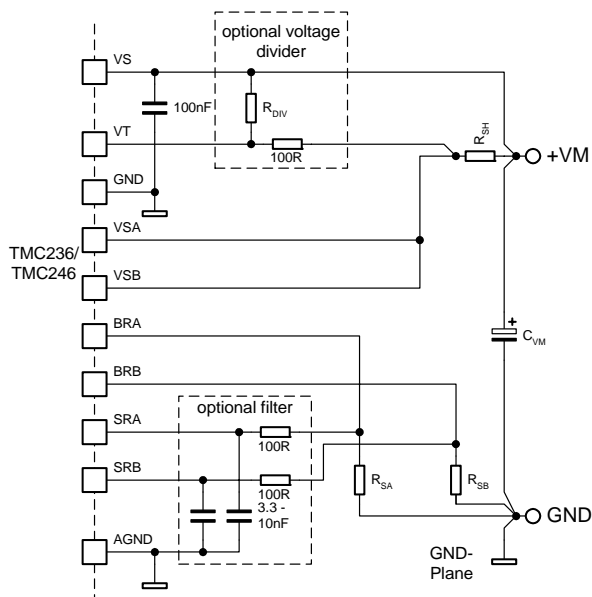 optional voltage
divider
VS
100nF
R_DIV
VT
100R
R_SH
+VM
GND
VSA
TMC236/
TMC246
VSB
BRA
C_VM
+
BRB
optional filter
SRA
100R
SRB
100R
R_SA
R_SB
3.3 -
10nF
GND
AGND
GND-
Plane